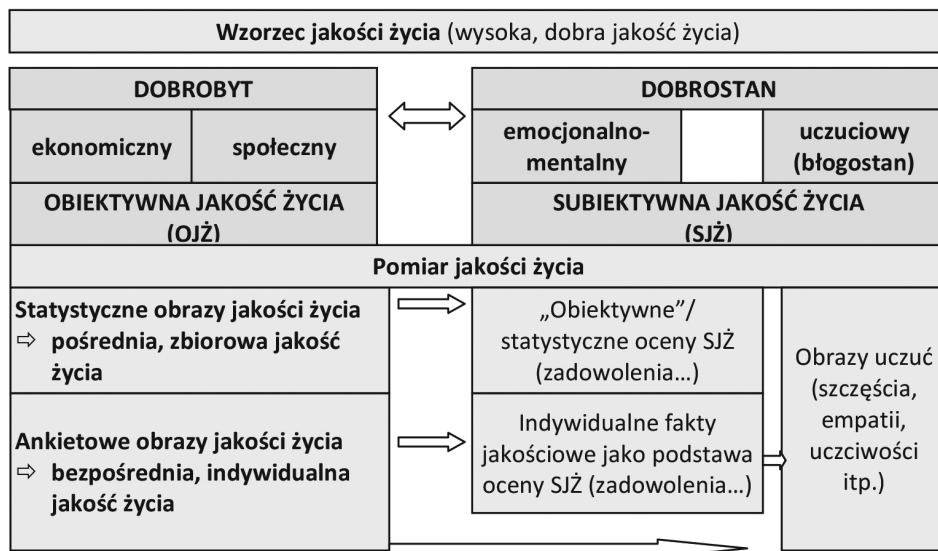 Wzorzec jakości życia (wysoka, dobra jakość życia)
DOBROBYT
ekonomiczny
społeczny
OBIEKTYWNA JAKOŚĆ ŻYCIA
(OJŻ)
DOBROSTAN
emocjonalno-
mentalny
uczuciowy
(błogostan)
SUBIEKTYWNA JAKOŚĆ ŻYCIA
(SJŻ)
Pomiar jakości życia
Statystyczne obrazy jakości życia
⇨ pośrednia, zbiorowa jakość
życia
„Obiektywne”/
statystyczne oceny SJŻ
(zadowolenia…)
Ankietowe obrazy jakości życia
⇨ bezpośrednia, indywidualna
jakość życia
Indywidualne fakty
jakościowe jako podstawa
oceny SJŻ (zadowolenia…)
Obrazy uczuć
(szczęścia,
empatii,
uczciwości
itp.)